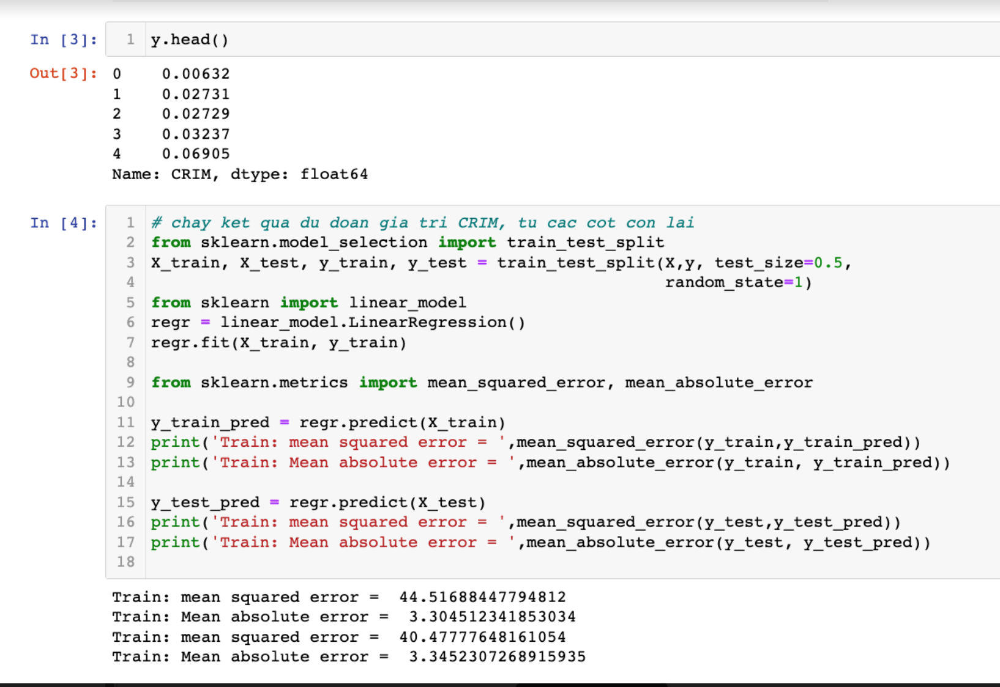 In [3]:
1 y.head()
Out[3]:
0 0.00632
1 0.02731
2 0.02729
3 0.03237
4 0.06905
Name: CRIM, dtype: float64
In [4]:
1 # chay ket qua du doan gia tri CRIM, tu cac cot con lai
2 from sklearn.model_selection import train_test_split
3 X_train, X_test, y_train, y_test = train_test_split(X,y, test_size=0.5,
4 random_state=1)
5 from sklearn import linear_model
6 regr = linear_model.LinearRegression()
7 regr.fit(X_train, y_train)
8
9 from sklearn.metrics import mean_squared_error, mean_absolute_error
10
11 y_train_pred = regr.predict(X_train)
12 print('Train: mean squared error = ',mean_squared_error(y_train,y_train_pred))
13 print('Train: Mean absolute error = ',mean_absolute_error(y_train, y_train_pred))
14
15 y_test_pred = regr.predict(X_test)
16 print('Train: mean squared error = ',mean_squared_error(y_test,y_test_pred))
17 print('Train: Mean absolute error = ',mean_absolute_error(y_test, y_test_pred))
18
Train: mean squared error =  44.51688447794812
Train: Mean absolute error =  3.304512341853034
Train: mean squared error =  40.47777648161054
Train: Mean absolute error =  3.3452307268915935